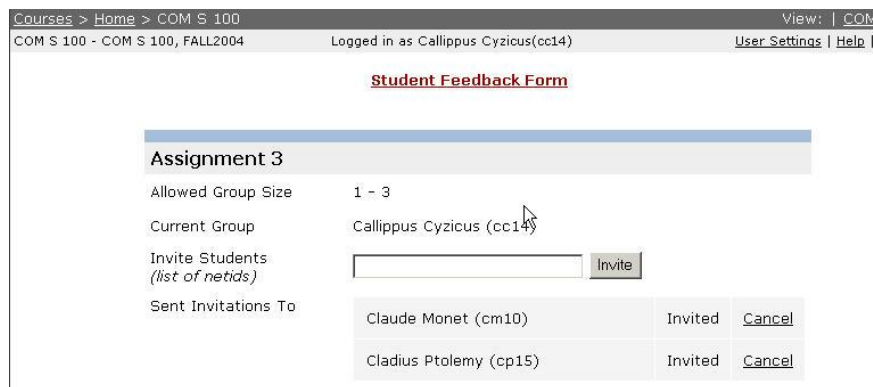 Courses > Home > COM S 100 View: | COM
COM S 100 - COM S 100, FALL2004 Logged in as Callippus Cyzicus(cc14) User Settings | Help |
Student Feedback Form
Assignment 3
Allowed Group Size 1 - 3
Current Group Callippus Cyzicus (cc14)
Invite Students
(list of netids) Invite
Sent Invitations To
Claude Monet (cm10) Invited Cancel
Cladius Ptolemy (cp15) Invited Cancel